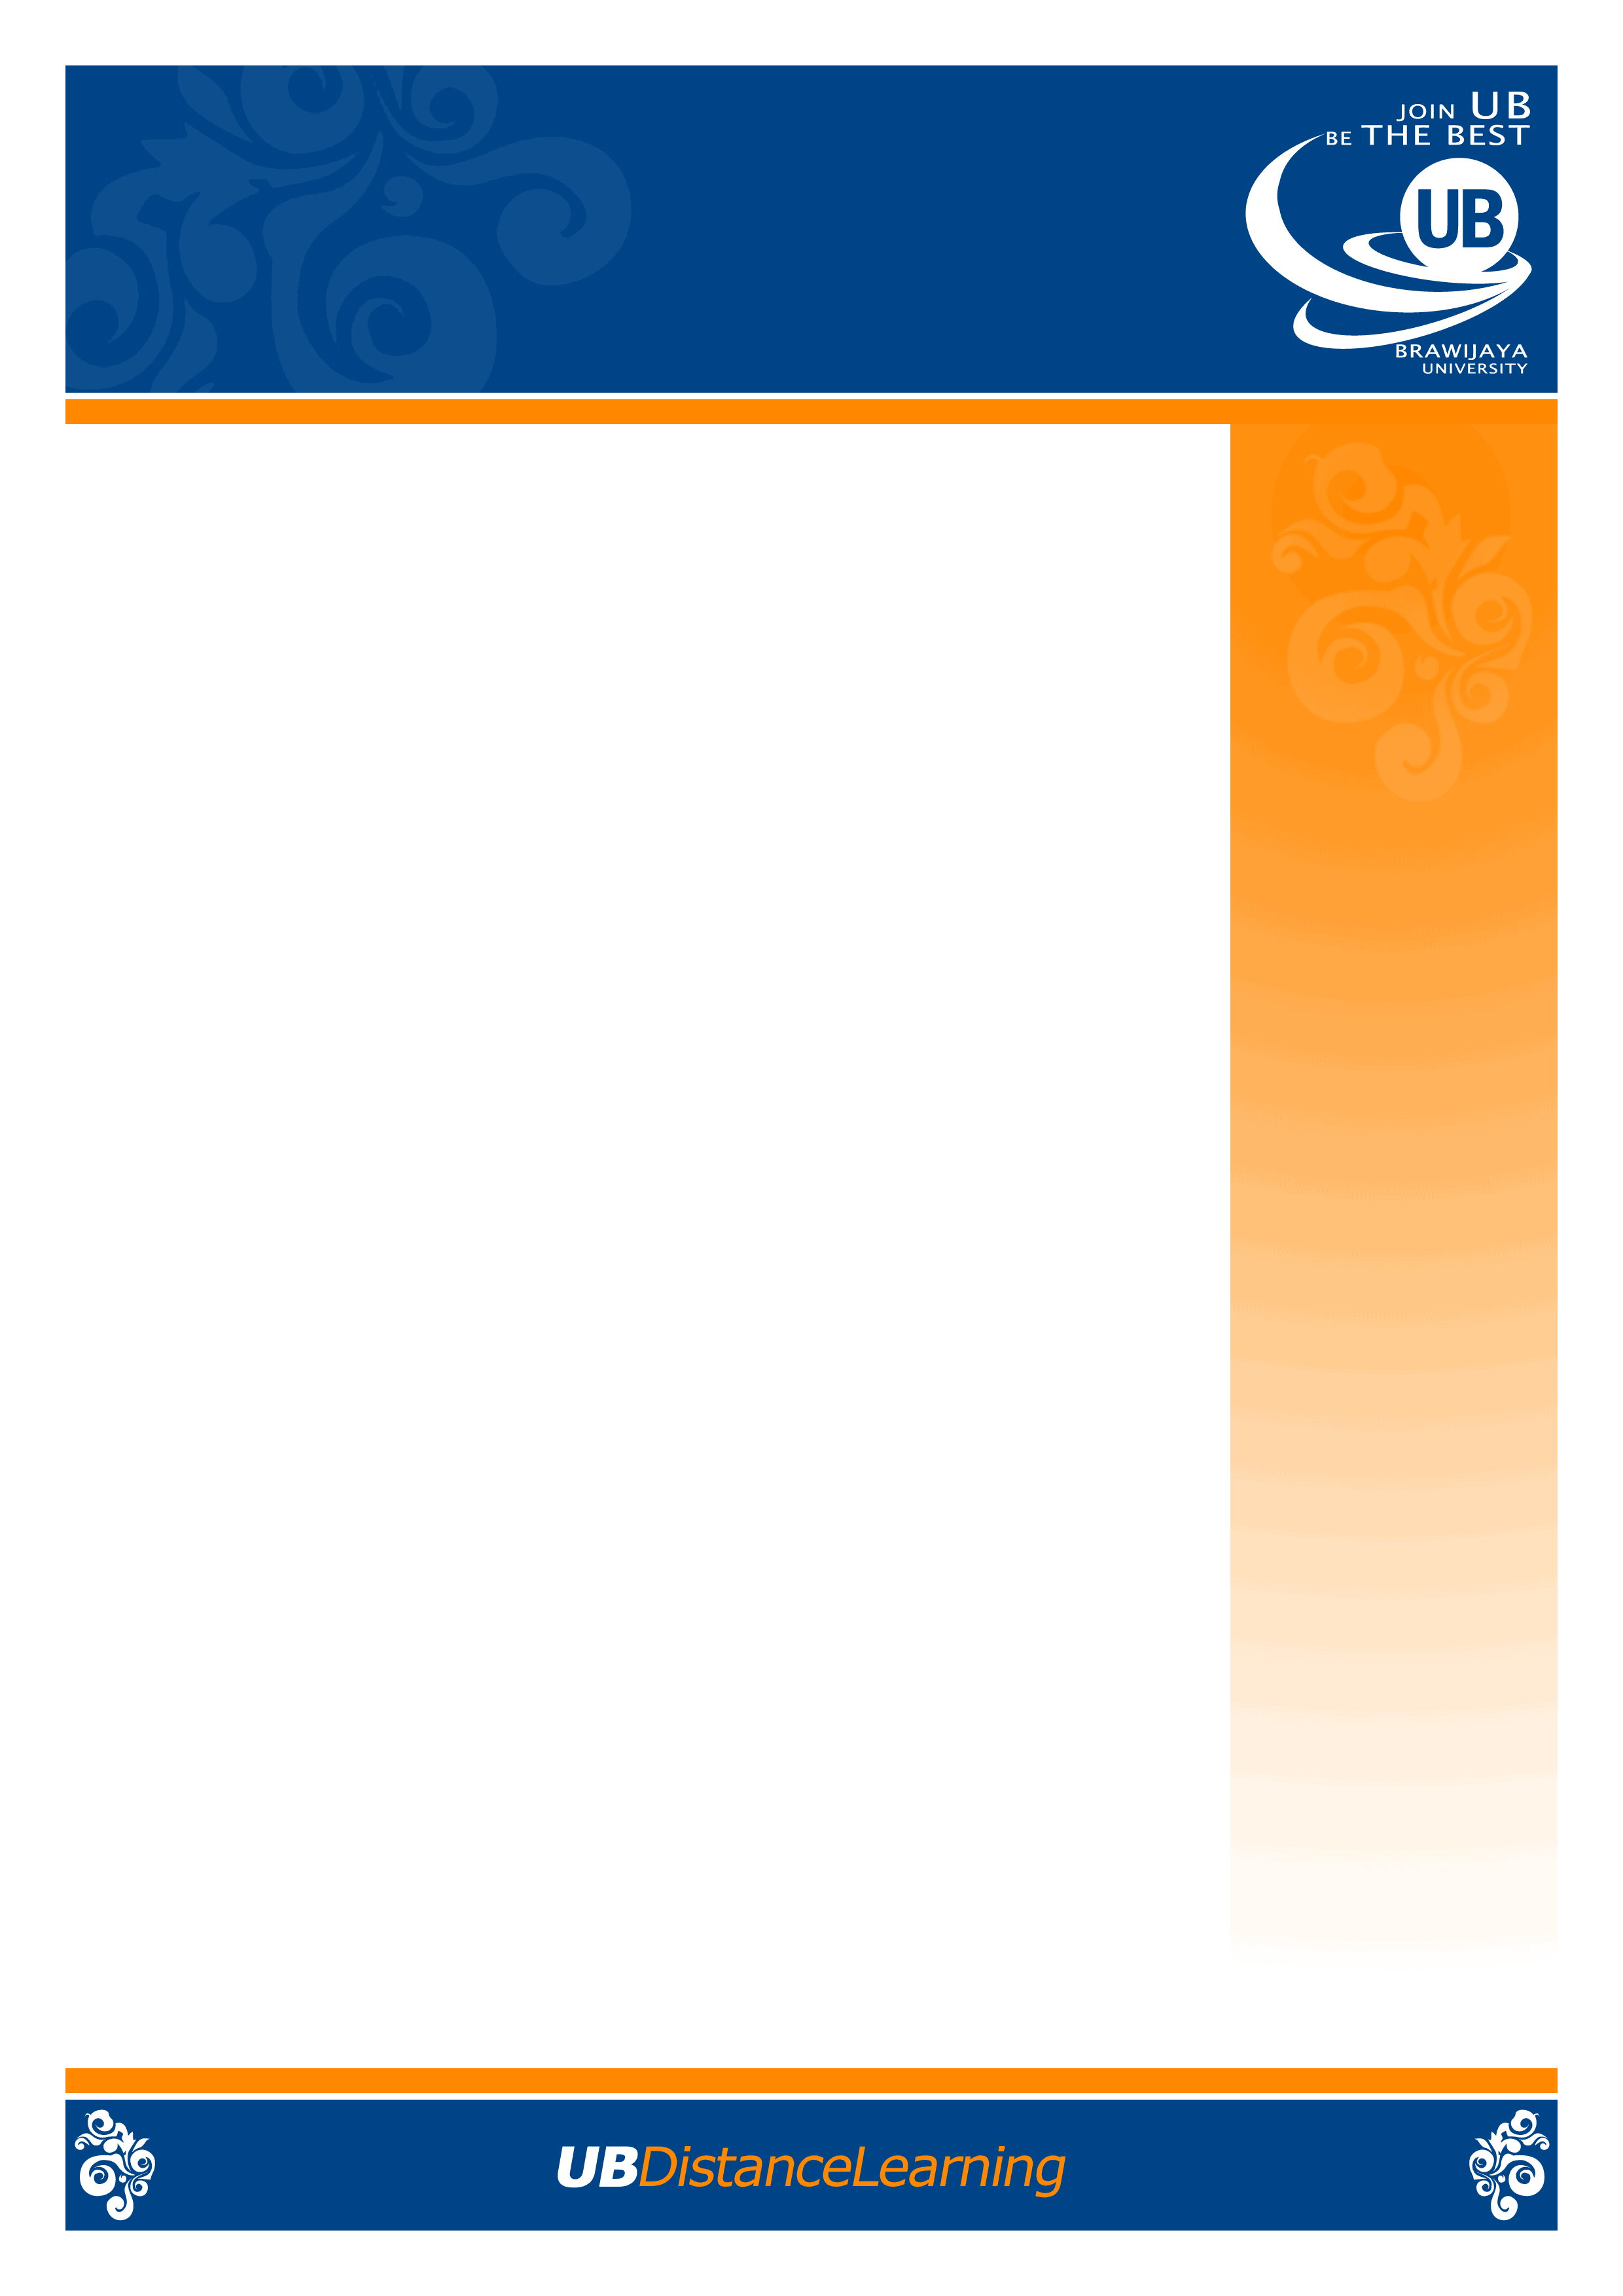 JOIN UB
BE THE BEST
UB
BRAWIJAYA
UNIVERSITY
UBDistanceLearning